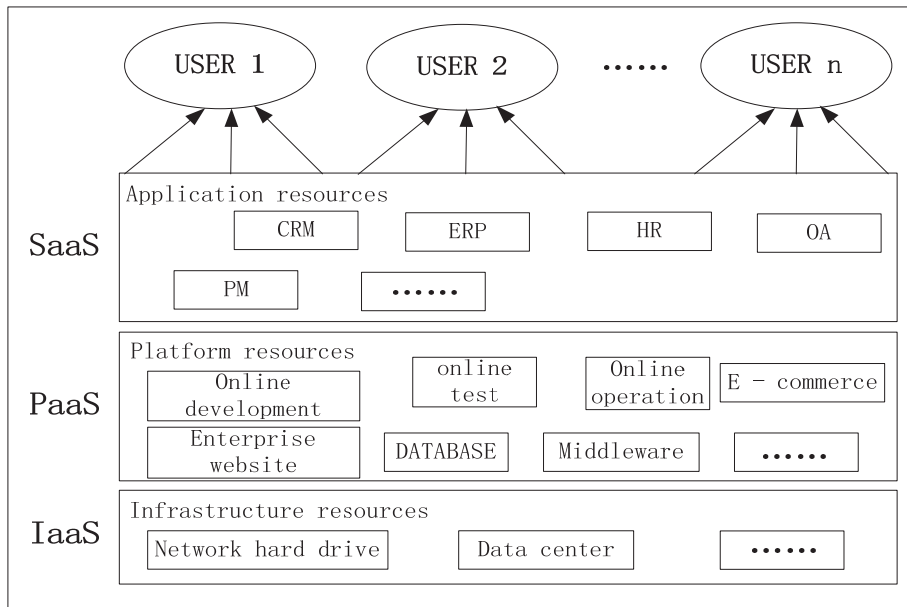 USER 1
USER 2
……
USER n
SaaS
Application resources
CRM
ERP
HR
OA
PM
……
PaaS
Platform resources
Online
development
online
test
Online
operation
E - commerce
Enterprise
website
DATABASE
Middleware
……
IaaS
Infrastructure resources
Network hard drive
Data center
……